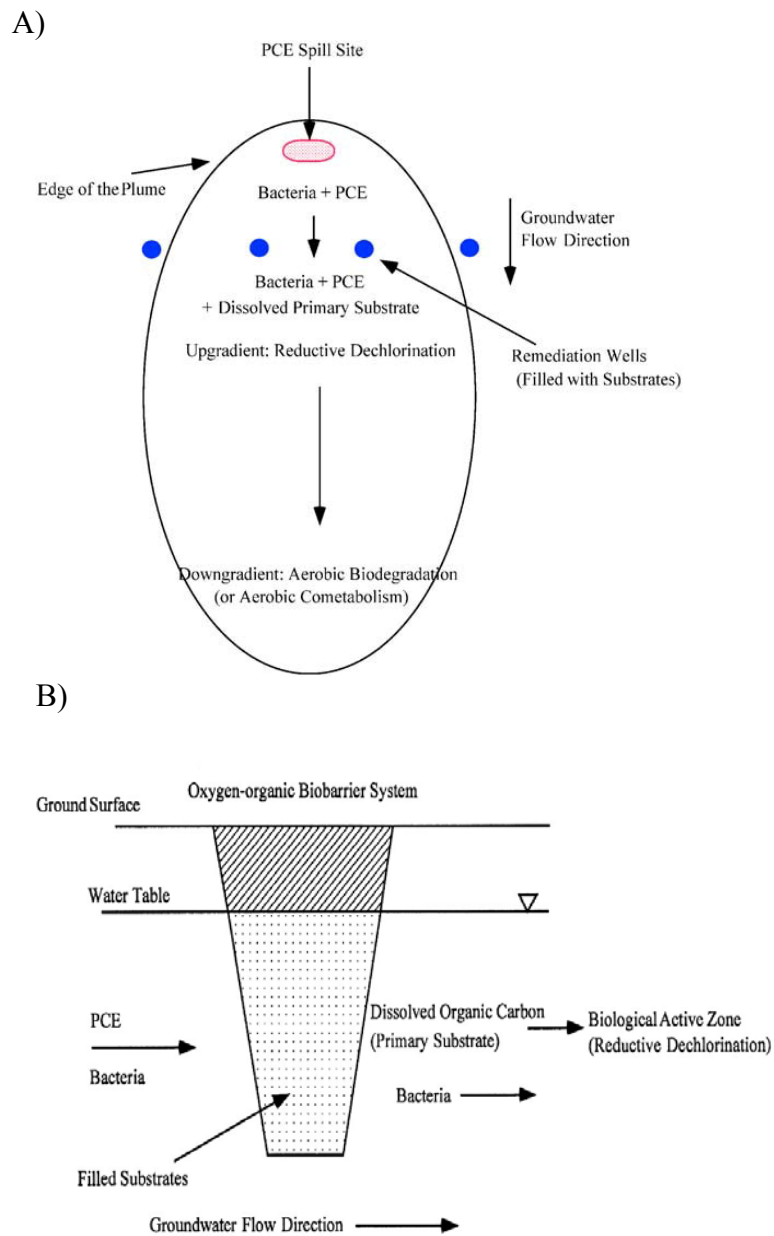 A)
PCE Spill Site
Edge of the Plume
Bacteria + PCE
Groundwater
Flow Direction
Bacteria + PCE
+ Dissolved Primary Substrate
Upgradient: Reductive Dechlorination
Remediation Wells
(Filled with Substrates)
Downgradient: Aerobic Biodegradation
(or Aerobic Cometabolism)
B)
Oxygen-organic Biobarrier System
Ground Surface
Water Table
PCE
Bacteria
Dissolved Organic Carbon
(Primary Substrate)
Biological Active Zone
(Reductive Dechlorination)
Bacteria
Filled Substrates
Groundwater Flow Direction